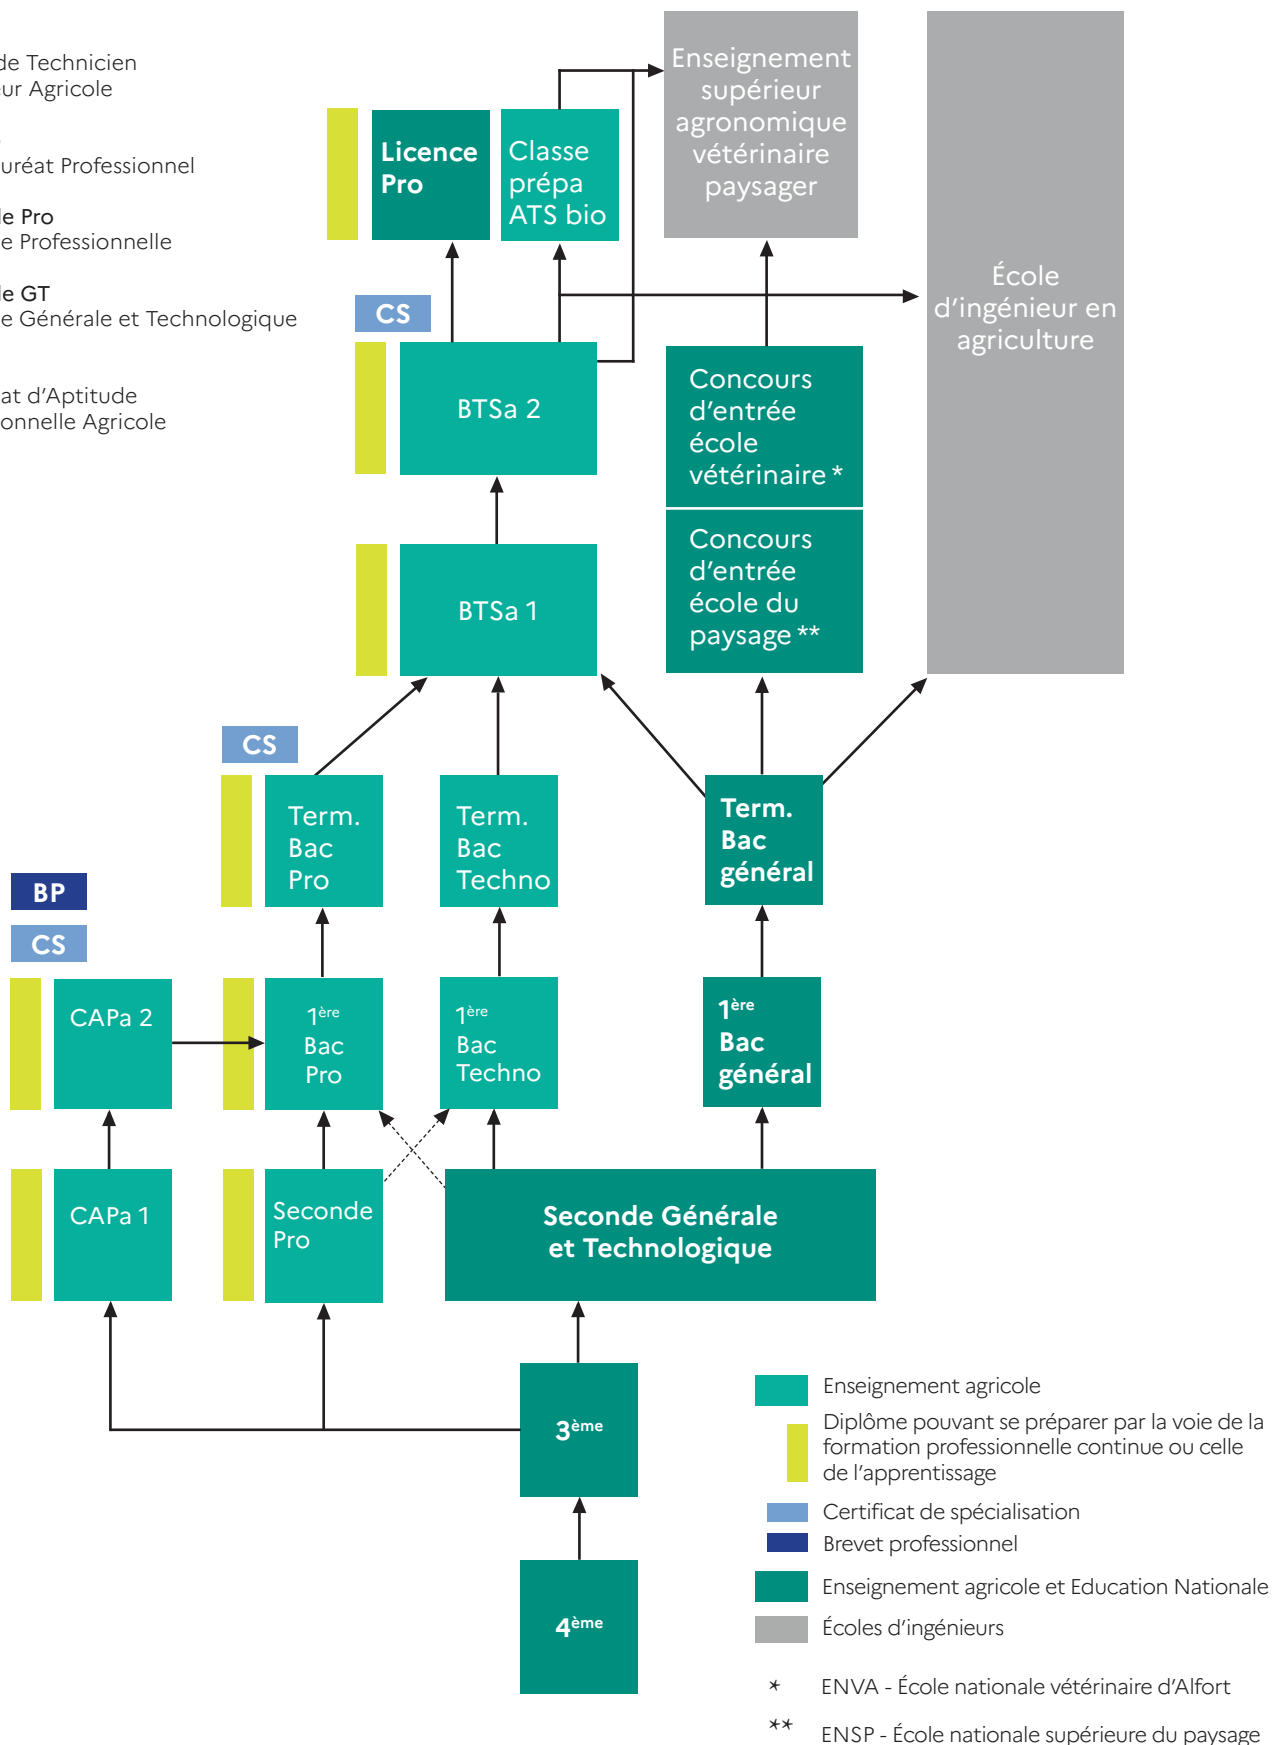 de Technicien
eur Agricole
uréat Professionnel
de Pro
e Professionnelle
de GT
e Générale et Technologique
at d'Aptitude
onnelle Agricole
Enseignement
supérieur
agronomique
vétérinaire
paysager
Licence
Pro
Classe
prépa
ATS bio
École
d'ingénieur en
agriculture
CS
BTSa 2
Concours
d'entrée
école
vétérinaire *
Concours
d'entrée
école du
paysage **
BTSa 1
CS
Term.
Bac
Pro
Term.
Bac
Techno
Term.
Bac
général
BP
CS
CAPa 2
1ère
Bac
Pro
1ère
Bac
Techno
1ère
Bac
général
CAPa 1
Seconde
Pro
Seconde Générale
et Technologique
3ème
4ème
Enseignement agricole
Diplôme pouvant se préparer par la voie de la
formation professionnelle continue ou celle
de l'apprentissage
Certificat de spécialisation
Brevet professionnel
Enseignement agricole et Education Nationale
Écoles d'ingénieurs
* ENVA - École nationale vétérinaire d'Alfort
** ENSP - École nationale supérieure du paysage